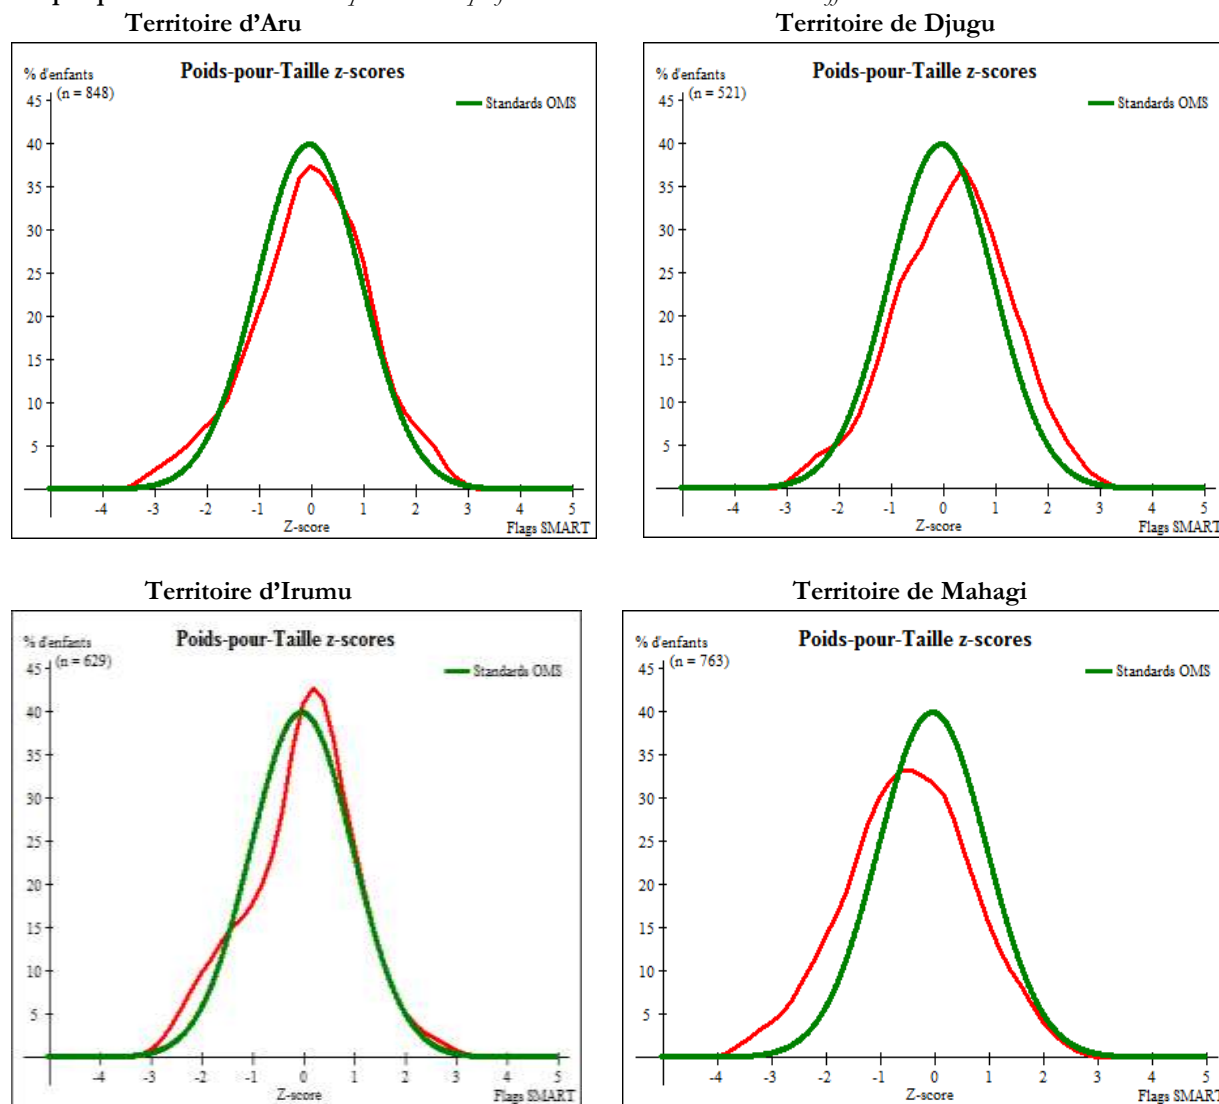 Territoire d'Aru
Territoire de Djugu
% d'enfants
(n = 848)
Poids-pour-Taille z-scores
Standards OMS
45
40
35
30
25
20
15
10
5
-4 -3 -2 -1 0 1 2 3 4 5
Z-score
Flags SMART
% d'enfants
(n = 521)
Poids-pour-Taille z-scores
Standards OMS
45
40
35
30
25
20
15
10
5
-4 -3 -2 -1 0 1 2 3 4 5
Z-score
Flags SMART
Territoire d'Irumu
Territoire de Mahagi
% d'enfants
(n = 629)
Poids-pour-Taille z-scores
Standards OMS
45
40
35
30
25
20
15
10
5
-4 -3 -2 -1 0 1 2 3 4 5
Z-score
Flags SMART
% d'enfants
(n = 763)
Poids-pour-Taille z-scores
Standards OMS
45
40
35
30
25
20
15
10
5
-4 -3 -2 -1 0 1 2 3 4 5
Z-score
Flags SMART